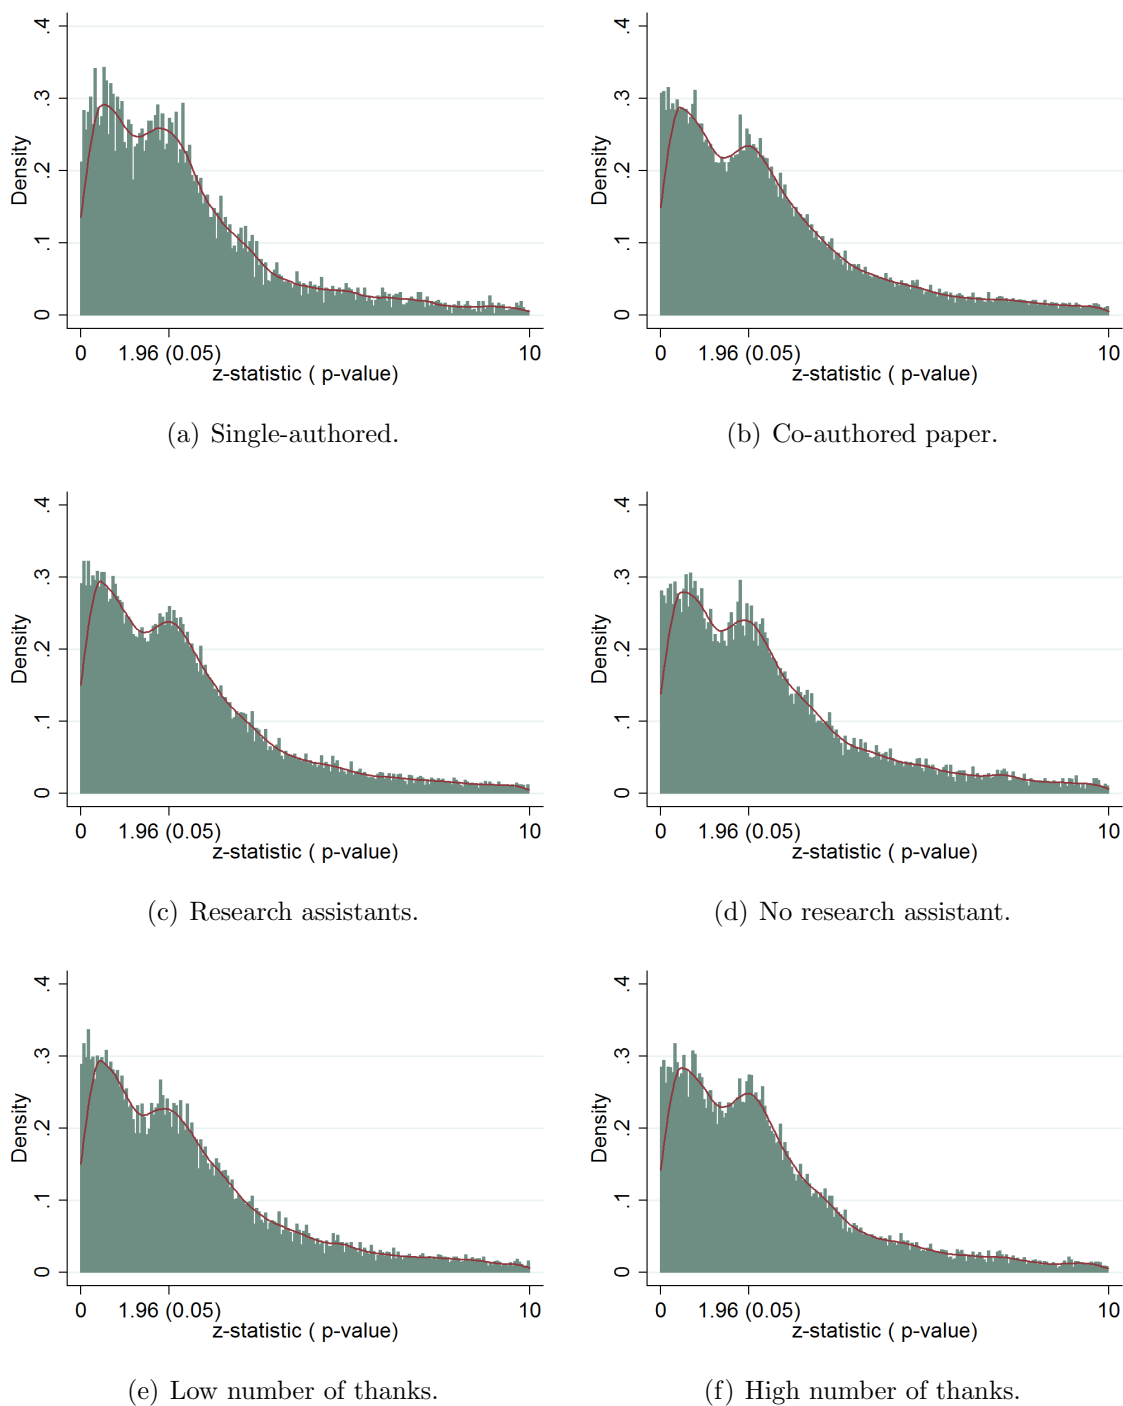 .4
.3
.2
.1
0
Density
0 1.96 (0.05) 10
z-statistic ( p-value)
(a) Single-authored.
.4
.3
.2
.1
0
Density
0 1.96 (0.05) 10
z-statistic ( p-value)
(b) Co-authored paper.
.4
.3
.2
.1
0
Density
0 1.96 (0.05) 10
z-statistic ( p-value)
(c) Research assistants.
.4
.3
.2
.1
0
Density
0 1.96 (0.05) 10
z-statistic ( p-value)
(d) No research assistant.
.4
.3
.2
.1
0
Density
0 1.96 (0.05) 10
z-statistic ( p-value)
(e) Low number of thanks.
.4
.3
.2
.1
0
Density
0 1.96 (0.05) 10
z-statistic ( p-value)
(f) High number of thanks.